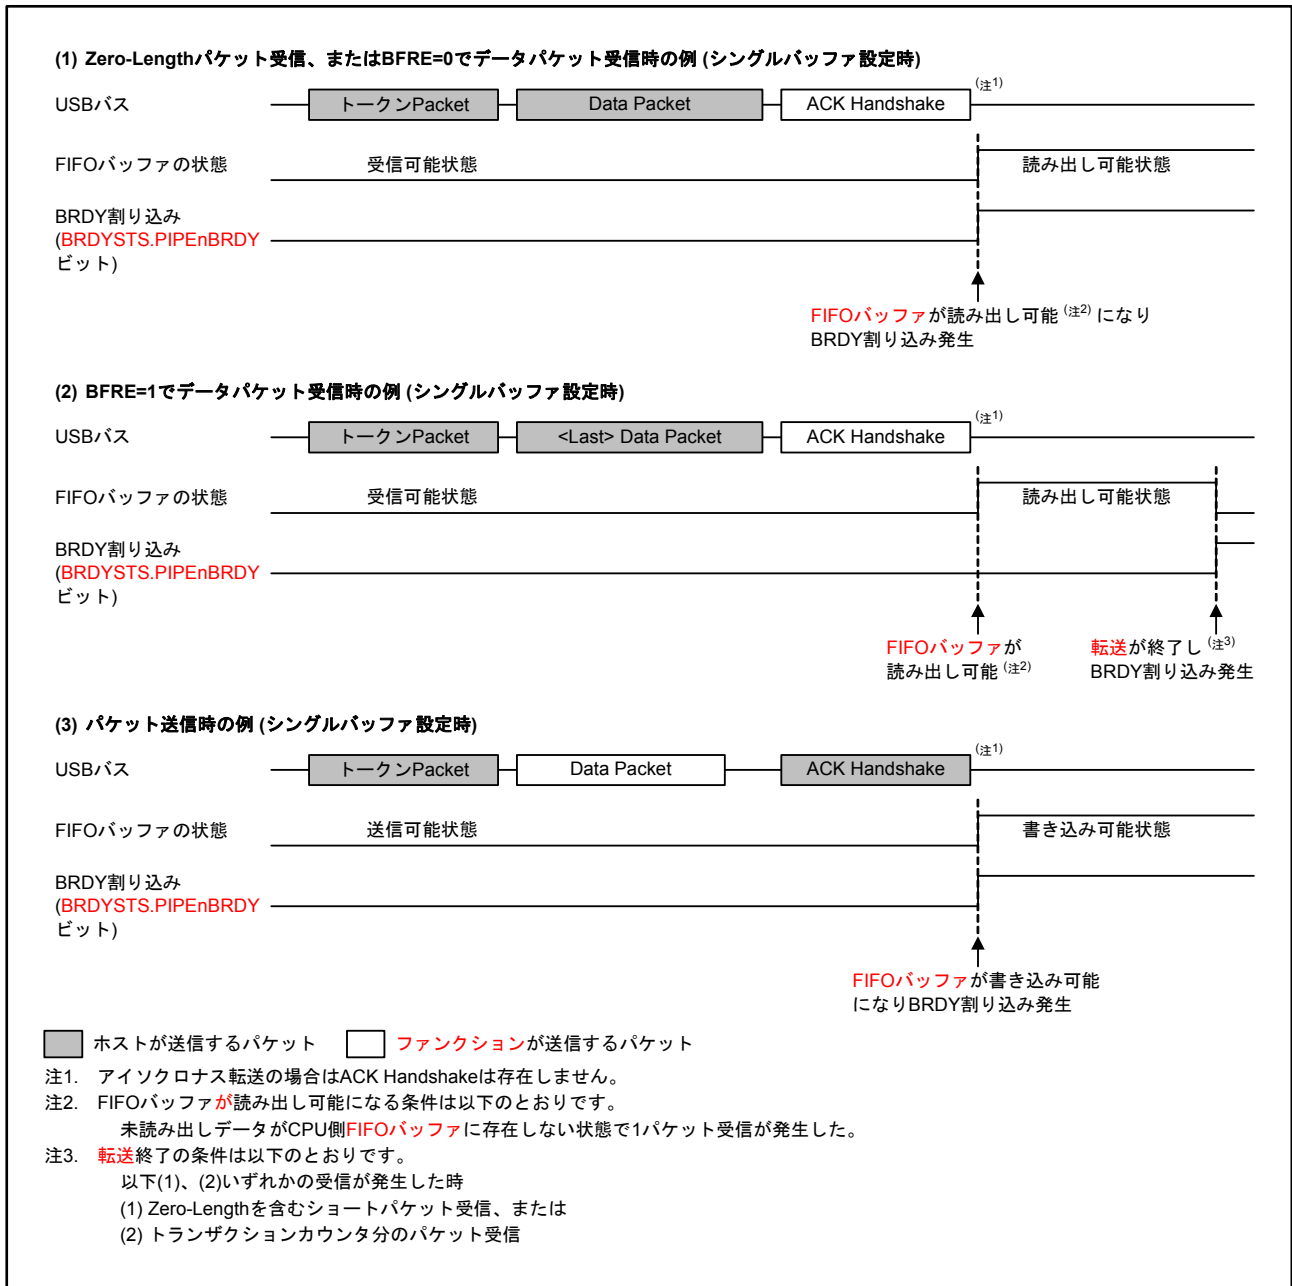 (1) Zero-Lengthパケット受信、またはBFRE=0でデータパケット受信時の例 (シングルバッファ設定時)
USBバス トークンPacket Data Packet ACK Handshake (注1)
FIFOバッファの状態 受信可能状態 読み出し可能状態
BRDY割り込み
(BRDYSTS.PIPEnBRDY
ビット)
FIFOバッファが読み出し可能 (注2) になり
BRDY割り込み発生
(2) BFRE=1でデータパケット受信時の例 (シングルバッファ設定時)
USBバス トークンPacket <Last> Data Packet ACK Handshake (注1)
FIFOバッファの状態 受信可能状態 読み出し可能状態
BRDY割り込み
(BRDYSTS.PIPEnBRDY
ビット)
FIFOバッファが
読み出し可能 (注2)
転送が終了し (注3)
BRDY割り込み発生
(3) パケット送信時の例 (シングルバッファ設定時)
USBバス トークンPacket Data Packet ACK Handshake (注1)
FIFOバッファの状態 送信可能状態 書き込み可能状態
BRDY割り込み
(BRDYSTS.PIPEnBRDY
ビット)
FIFOバッファが書き込み可能
になりBRDY割り込み発生
ホストが送信するパケット ファンクションが送信するパケット
注1. アイソクロナス転送の場合はACK Handshakeは存在しません。
注2. FIFOバッファが読み出し可能になる条件は以下のとおりです。
未読み出しデータがCPU側FIFOバッファに存在しない状態で1パケット受信が発生した。
注3. 転送終了の条件は以下のとおりです。
以下(1)、(2)いずれかの受信が発生した時
(1) Zero-Lengthを含むショートパケット受信、または
(2) トランザクションカウンタ分のパケット受信